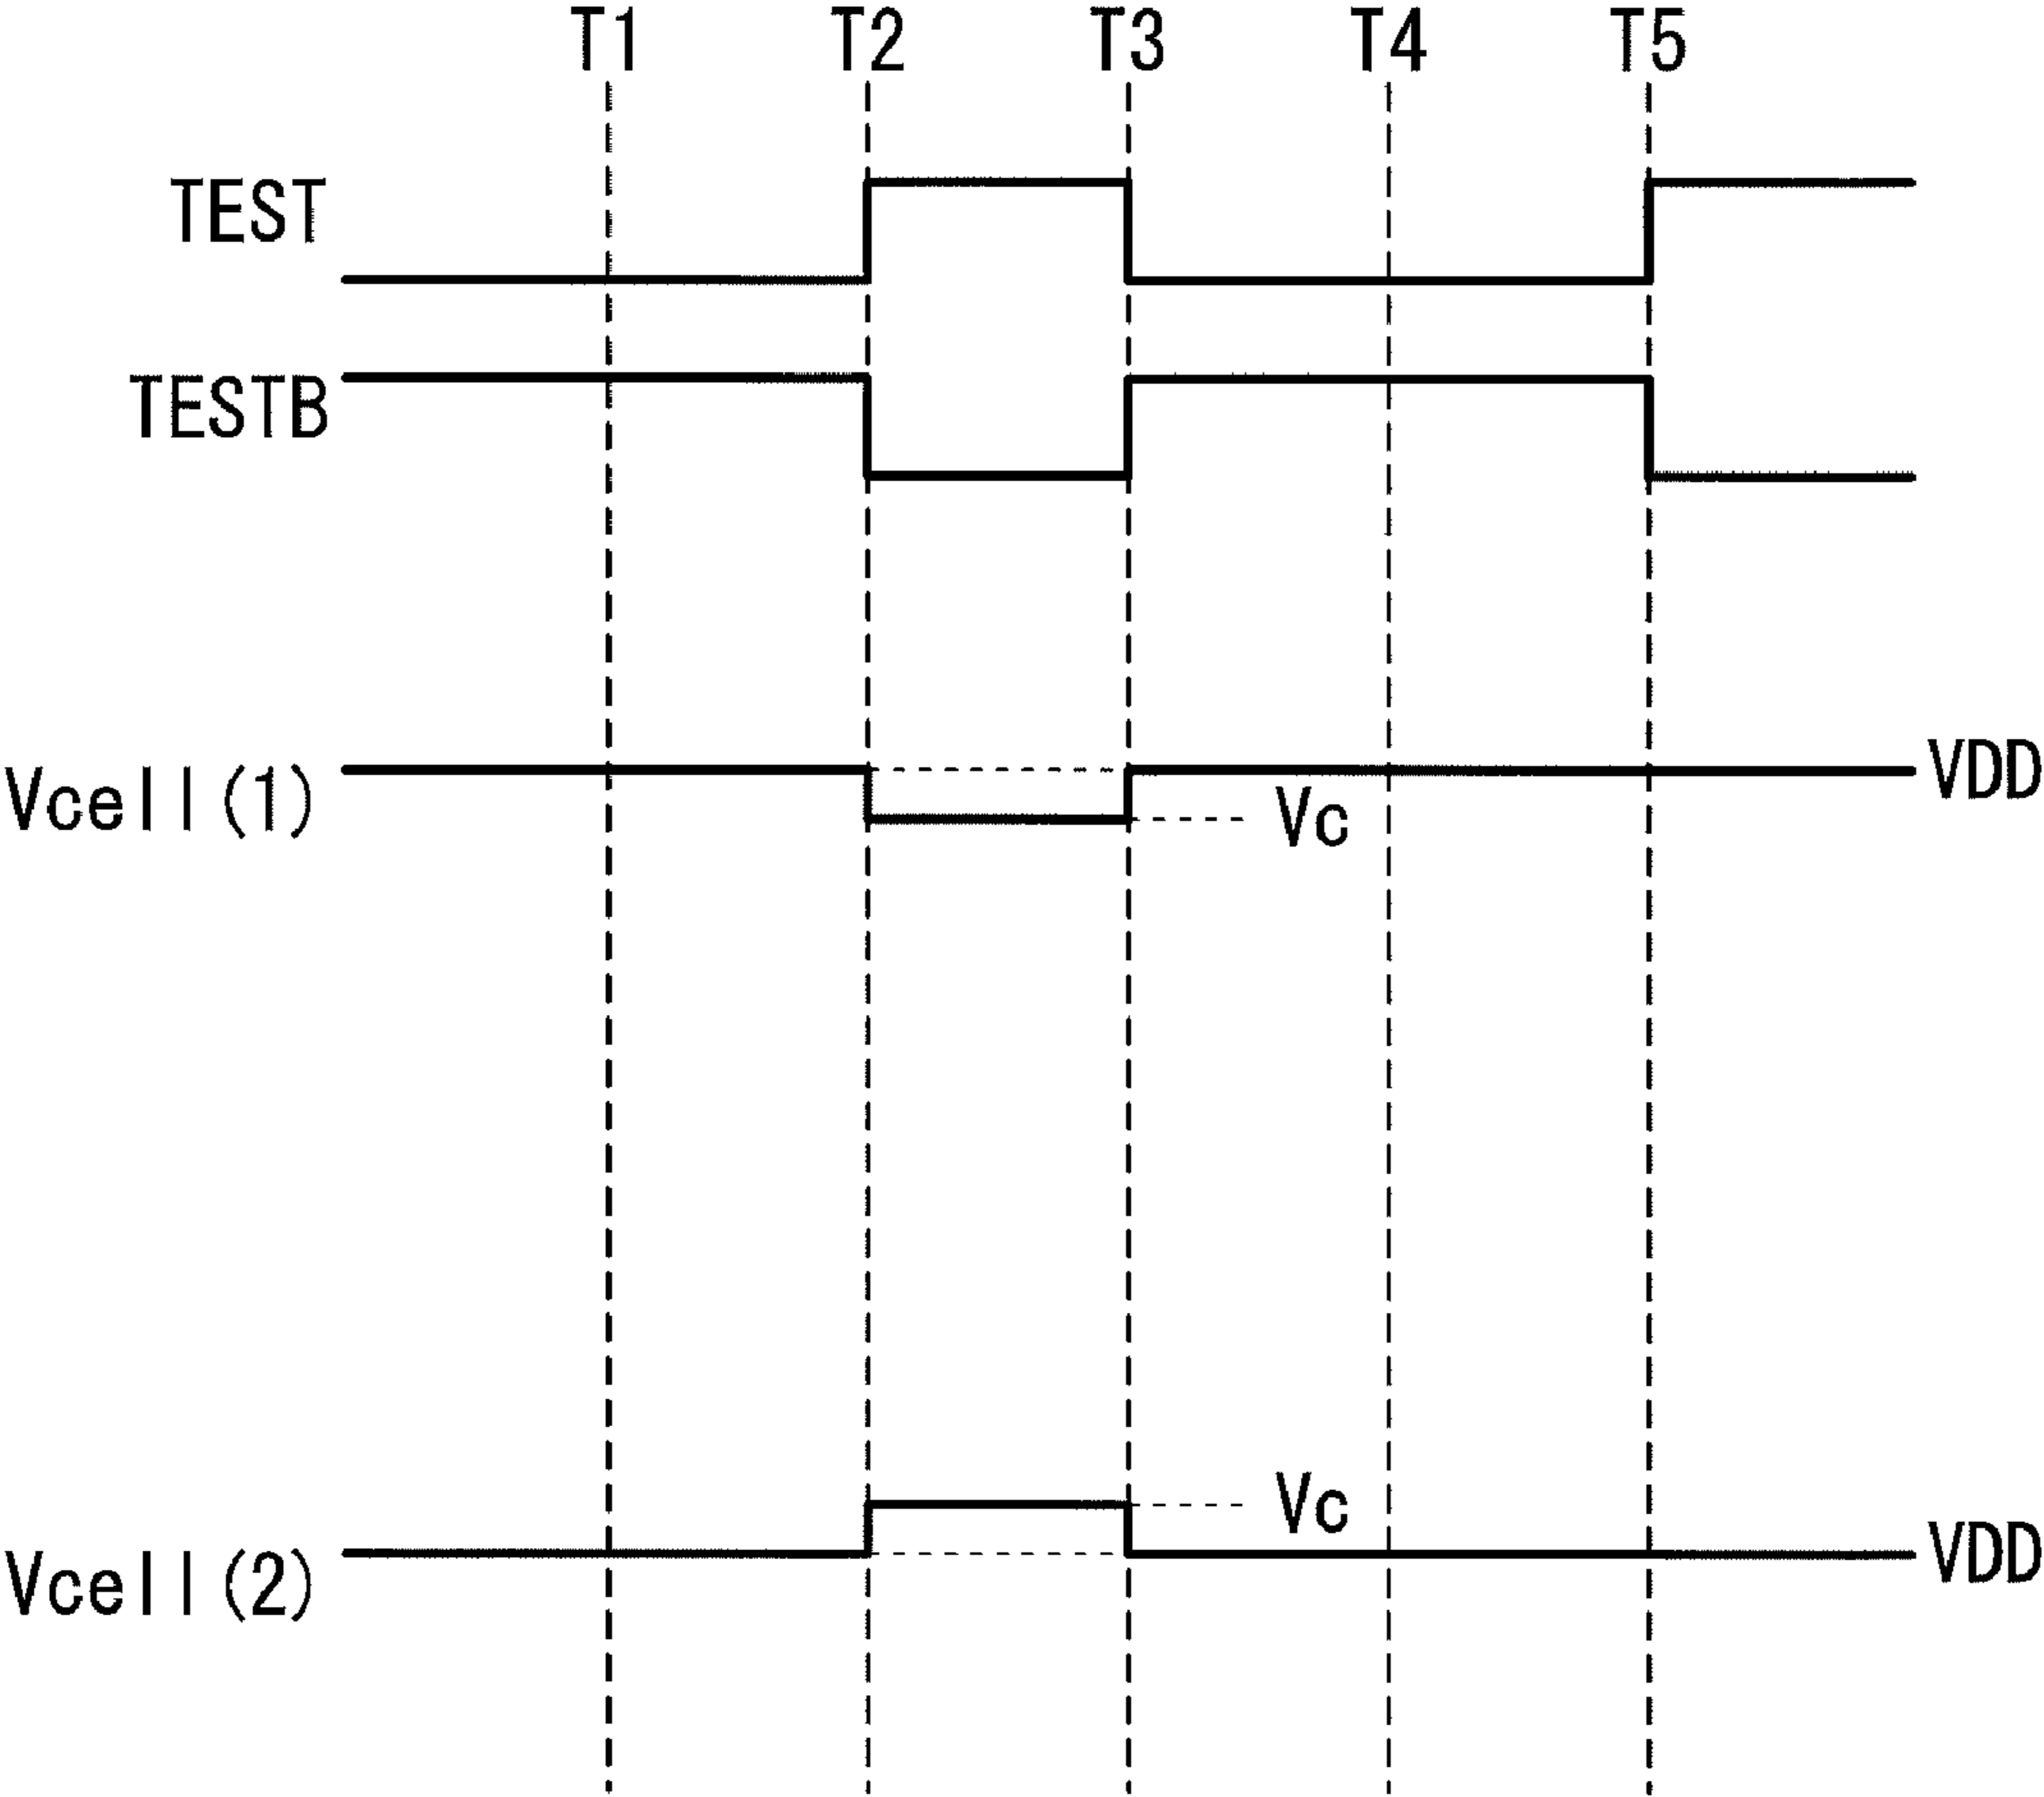 T1 T2 T3 T4 T5
TEST
TESTB
Vcell(1)
VDD
Vc
Vc
Vcell(2)
VDD